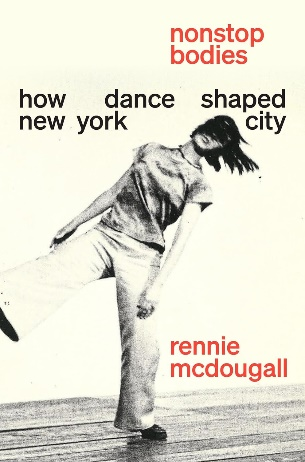 nonstop
bodies
how dance shaped
new york city
rennie
mcdougall